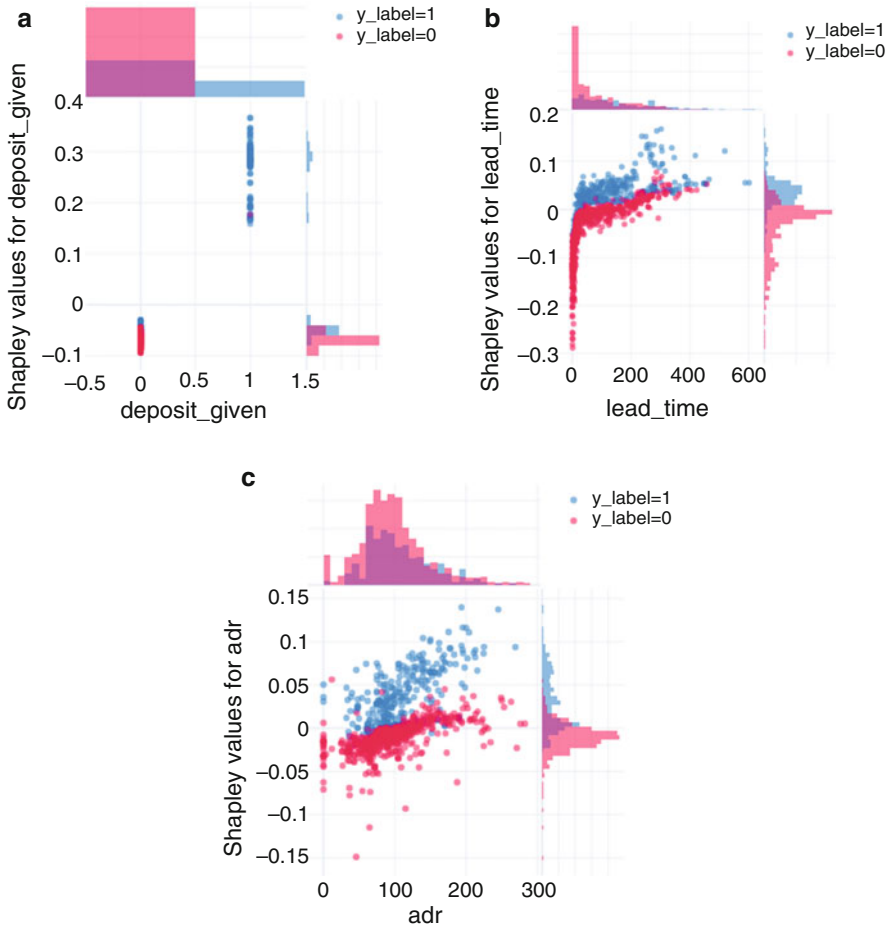 a
y_label=1
y_label=0
Shapley values for deposit_given
0.4
0.3
0.2
0.1
0
−0.1
−0.5 0 0.5 1 1.5
deposit_given
b
y_label=1
y_label=0
Shapley values for lead_time
0.2
0.1
0
−0.1
−0.2
−0.3
0 200 400 600
lead_time
c
y_label=1
y_label=0
Shapley values for adr
0.15
0.1
0.05
0
−0.05
−0.1
−0.15
0 100 200 300
adr